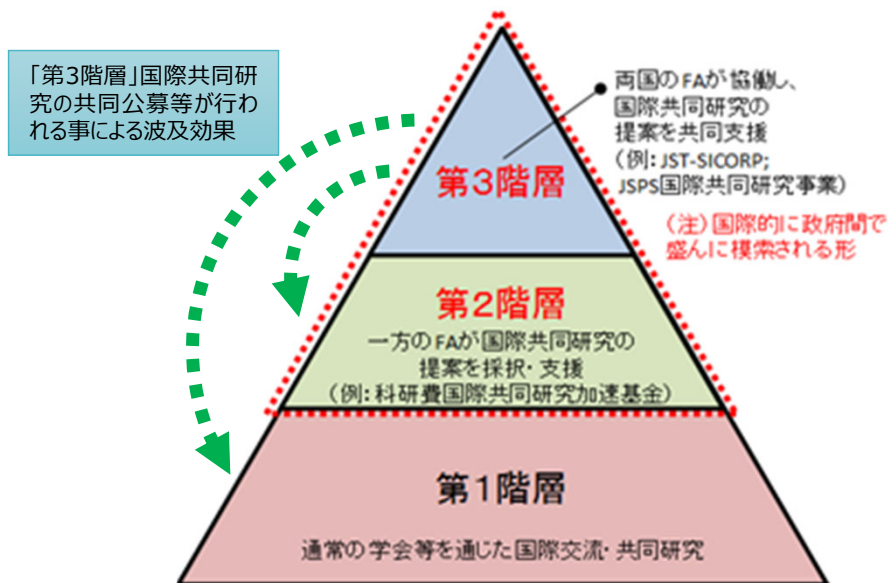 「第3階層」国際共同研
究の共同公募等が行わ
れる事による波及効果
両国のFAが協働し、
国際共同研究の
提案を共同支援
（例：JST-SICORP;
JSPS国際共同研究事業）
（注）国際的に政府間で
盛んに模索される形
第3階層
第2階層
一方のFAが国際共同研究の
提案を採択・支援
（例：科研費国際共同研究加速基金）
第1階層
通常の学会等を通じた国際交流・共同研究